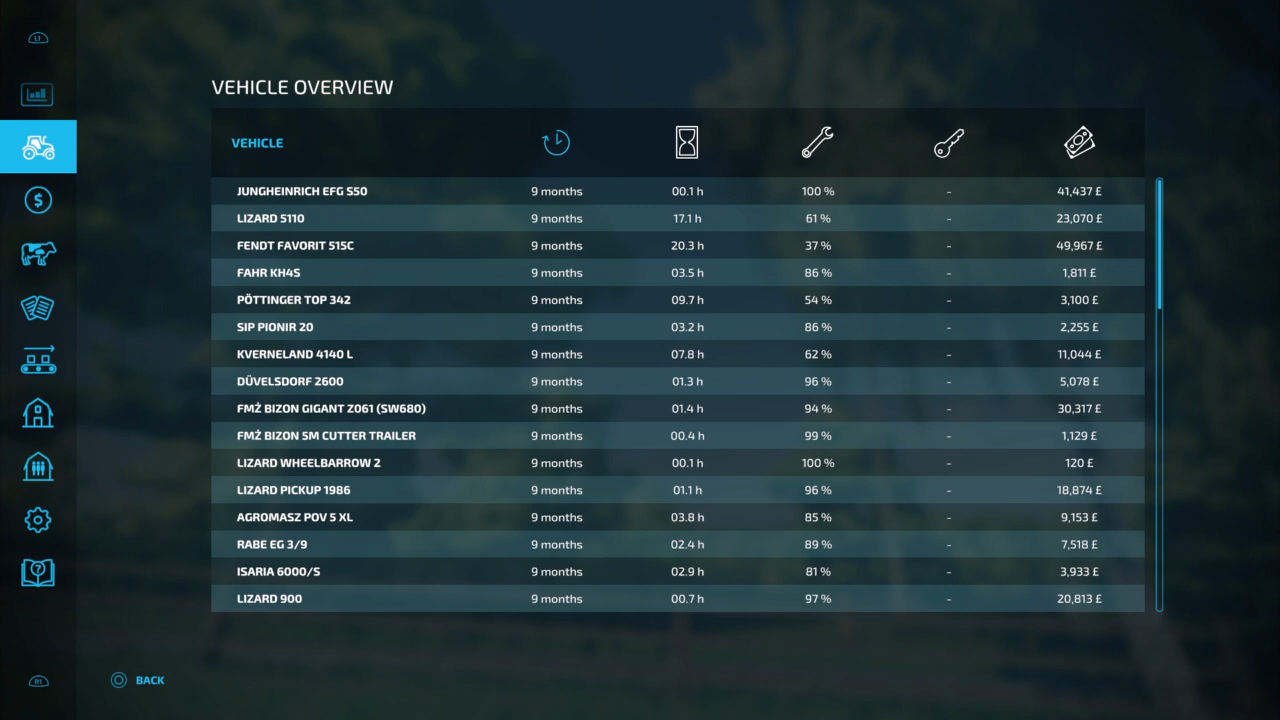 L1
VEHICLE OVERVIEW
VEHICLE
JUNGHEINRICH EFG S50 9 months 00.1 h 100 % - 41,437 £
LIZARD 5110 9 months 17.1 h 61 % - 23,070 £
FENDT FAVORIT 515C 9 months 20.3 h 37 % - 49,967 £
FAHR KH4S 9 months 03.5 h 86 % - 1,811 £
PÖTTINGER TOP 342 9 months 09.7 h 54 % - 3,100 £
SIP PIONIR 20 9 months 03.2 h 86 % - 2,255 £
KVERNELAND 4140 L 9 months 07.8 h 62 % - 11,044 £
DÜVELSDORF 2600 9 months 01.3 h 96 % - 5,078 £
FMŻ BIZON GIGANT Z061 (SW680) 9 months 01.4 h 94 % - 30,317 £
FMŻ BIZON 5M CUTTER TRAILER 9 months 00.4 h 99 % - 1,129 £
LIZARD WHEELBARROW 2 9 months 00.1 h 100 % - 120 £
LIZARD PICKUP 1986 9 months 01.1 h 96 % - 18,874 £
AGROMASZ POV 5 XL 9 months 03.8 h 85 % - 9,153 £
RABE EG 3/9 9 months 02.4 h 89 % - 7,518 £
ISARIA 6000/S 9 months 02.9 h 81 % - 3,933 £
LIZARD 900 9 months 00.7 h 97 % - 20,813 £
R1
BACK